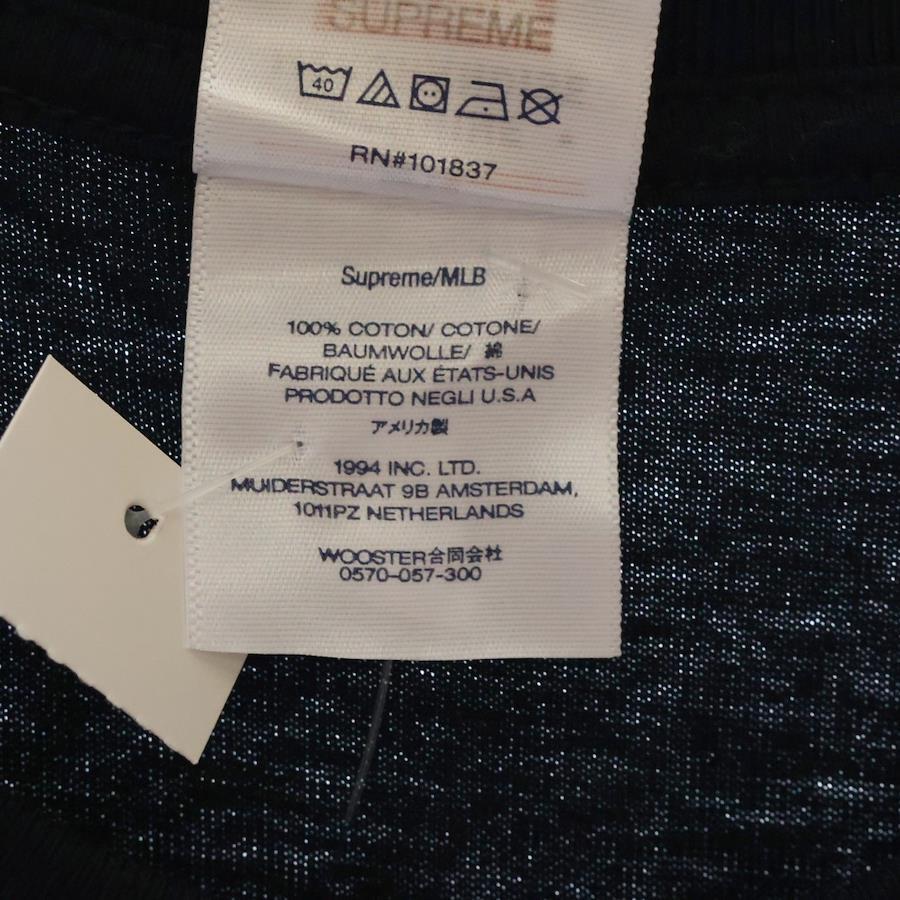 SUPREME
40
RN#101837
Supreme/MLB
100% COTON/ COTONE/
BAUMWOLLE/ 綿
FABRIQUÉ AUX ÉTATS-UNIS
PRODOTTO NEGLI U.S.A
アメリカ製
1994 INC. LTD.
MUIDERSTRAAT 9B AMSTERDAM,
1011PZ NETHERLANDS
WOOSTER合同会社
0570-057-300